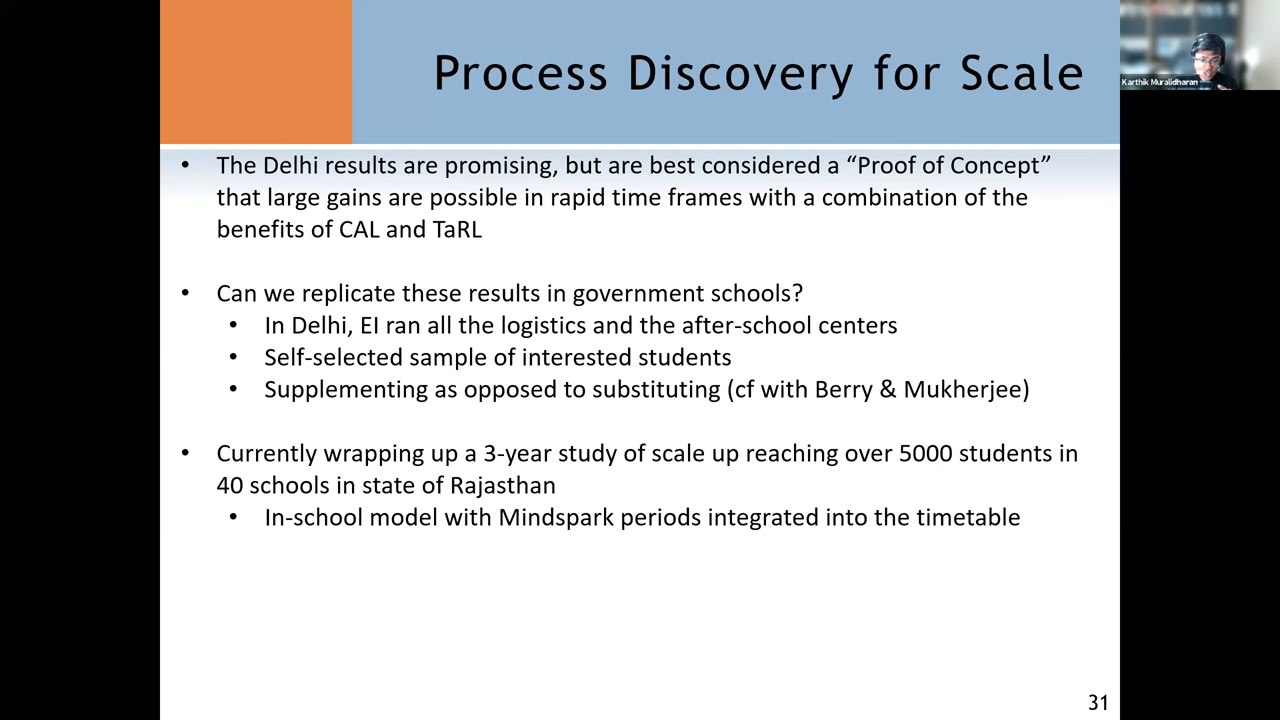 Process Discovery for Scale
Karthik Muralidharan
• The Delhi results are promising, but are best considered a “Proof of Concept”
that large gains are possible in rapid time frames with a combination of the
benefits of CAL and TaRL
• Can we replicate these results in government schools?
• In Delhi, EI ran all the logistics and the after-school centers
• Self-selected sample of interested students
• Supplementing as opposed to substituting (cf with Berry & Mukherjee)
• Currently wrapping up a 3-year study of scale up reaching over 5000 students in
40 schools in state of Rajasthan
• In-school model with Mindspark periods integrated into the timetable
31